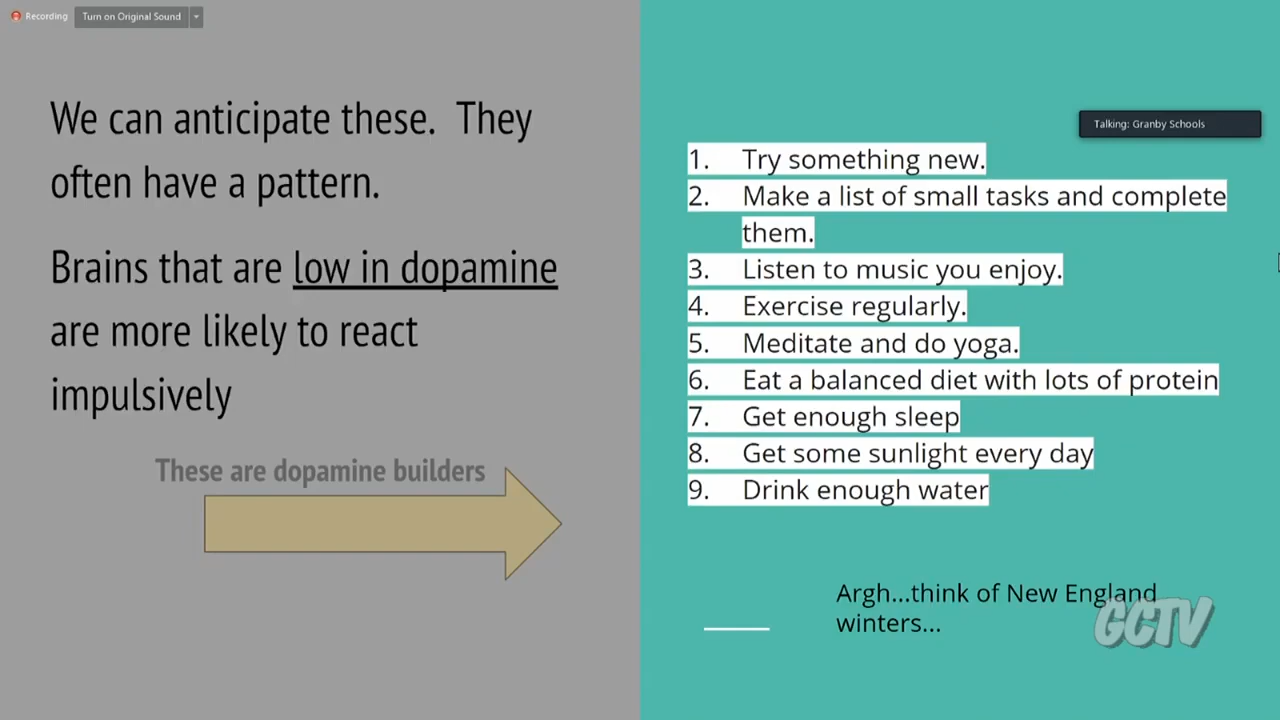 Recording
Turn on Original Sound
We can anticipate these.  They
often have a pattern.
Brains that are low in dopamine
are more likely to react
impulsively
These are dopamine builders
Talking: Granby Schools
1. Try something new.
2. Make a list of small tasks and complete
them.
3. Listen to music you enjoy.
4. Exercise regularly.
5. Meditate and do yoga.
6. Eat a balanced diet with lots of protein
7. Get enough sleep
8. Get some sunlight every day
9. Drink enough water
Argh...think of New England
winters...
GCTV